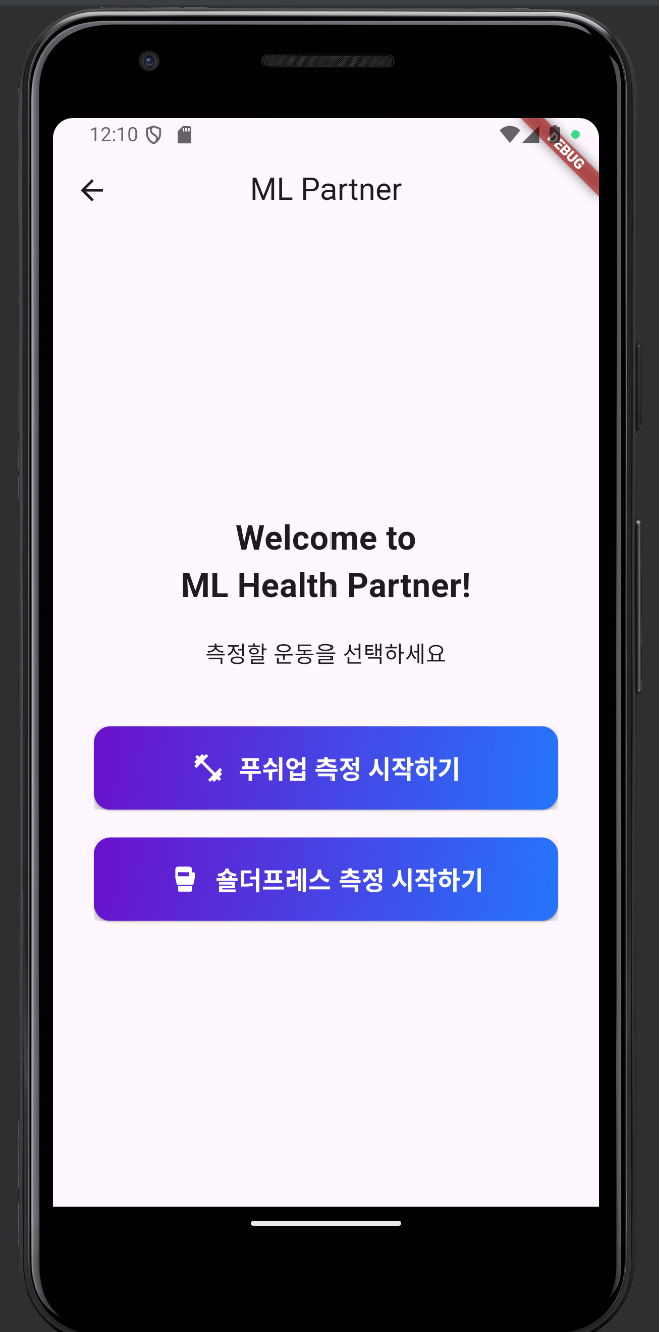 12:10
DEBUG
ML Partner
Welcome to
ML Health Partner!
측정할 운동을 선택하세요
푸쉬업 측정 시작하기
숄더프레스 측정 시작하기